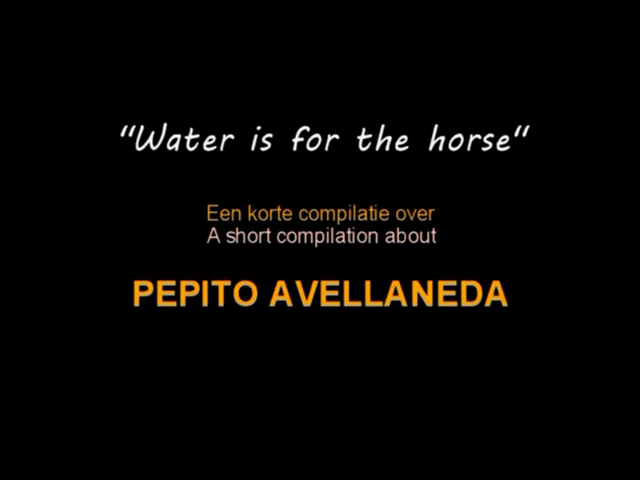 "Water is for the horse"
Een korte compilatie over
A short compilation about
PEPITO AVELLANEDA